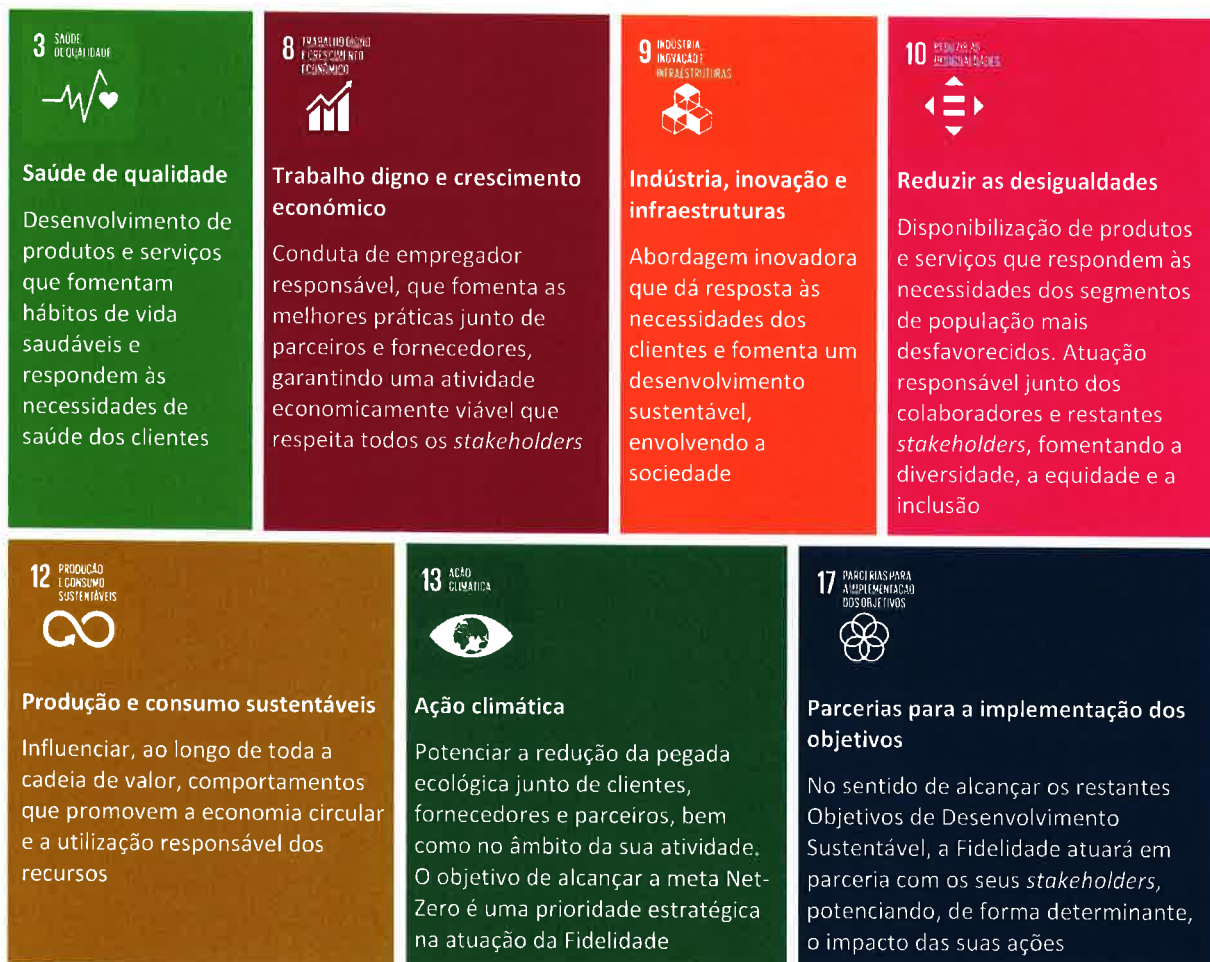 3 SAÚDE
DE QUALIDADE
Saúde de qualidade
Desenvolvimento de
produtos e serviços
que fomentam
hábitos de vida
saudáveis e
respondem às
necessidades de
saúde dos clientes
8 TRABALHO DIGNO
E CRESCIMENTO
ECONÓMICO
Trabalho digno e crescimento
económico
Conduta de empregador
responsável, que fomenta as
melhores práticas junto de
parceiros e fornecedores,
garantindo uma atividade
economicamente viável que
respeita todos os stakeholders
9 INDÚSTRIA
INOVAÇÃO E
INFRAESTRUTURAS
Indústria, inovação e
infraestruturas
Abordagem inovadora
que dá resposta às
necessidades dos
clientes e fomenta um
desenvolvimento
sustentável,
envolvendo a
sociedade
10 REDUZIR AS
DESIGUALDADES
Reduzir as desigualdades
Disponibilização de produtos
e serviços que respondem às
necessidades dos segmentos
de população mais
desfavorecidos. Atuação
responsável junto dos
colaboradores e restantes
stakeholders, fomentando a
diversidade, a equidade e a
inclusão
12 PRODUÇÃO
E CONSUMO
SUSTENTÁVEIS
Produção e consumo sustentáveis
Influenciar, ao longo de toda a
cadeia de valor, comportamentos
que promovem a economia circular
e a utilização responsável dos
recursos
13 AÇÃO
CLIMÁTICA
Ação climática
Potenciar a redução da pegada
ecológica junto de clientes,
fornecedores e parceiros, bem
como no âmbito da sua atividade.
O objetivo de alcançar a meta Net-
Zero é uma prioridade estratégica
na atuação da Fidelidade
17 PARCERIAS PARA
A IMPLEMENTAÇÃO
DOS OBJETIVOS
Parcerias para a implementação dos
objetivos
No sentido de alcançar os restantes
Objetivos de Desenvolvimento
Sustentável, a Fidelidade atuará em
parceria com os seus stakeholders,
potenciando, de forma determinante,
o impacto das suas ações